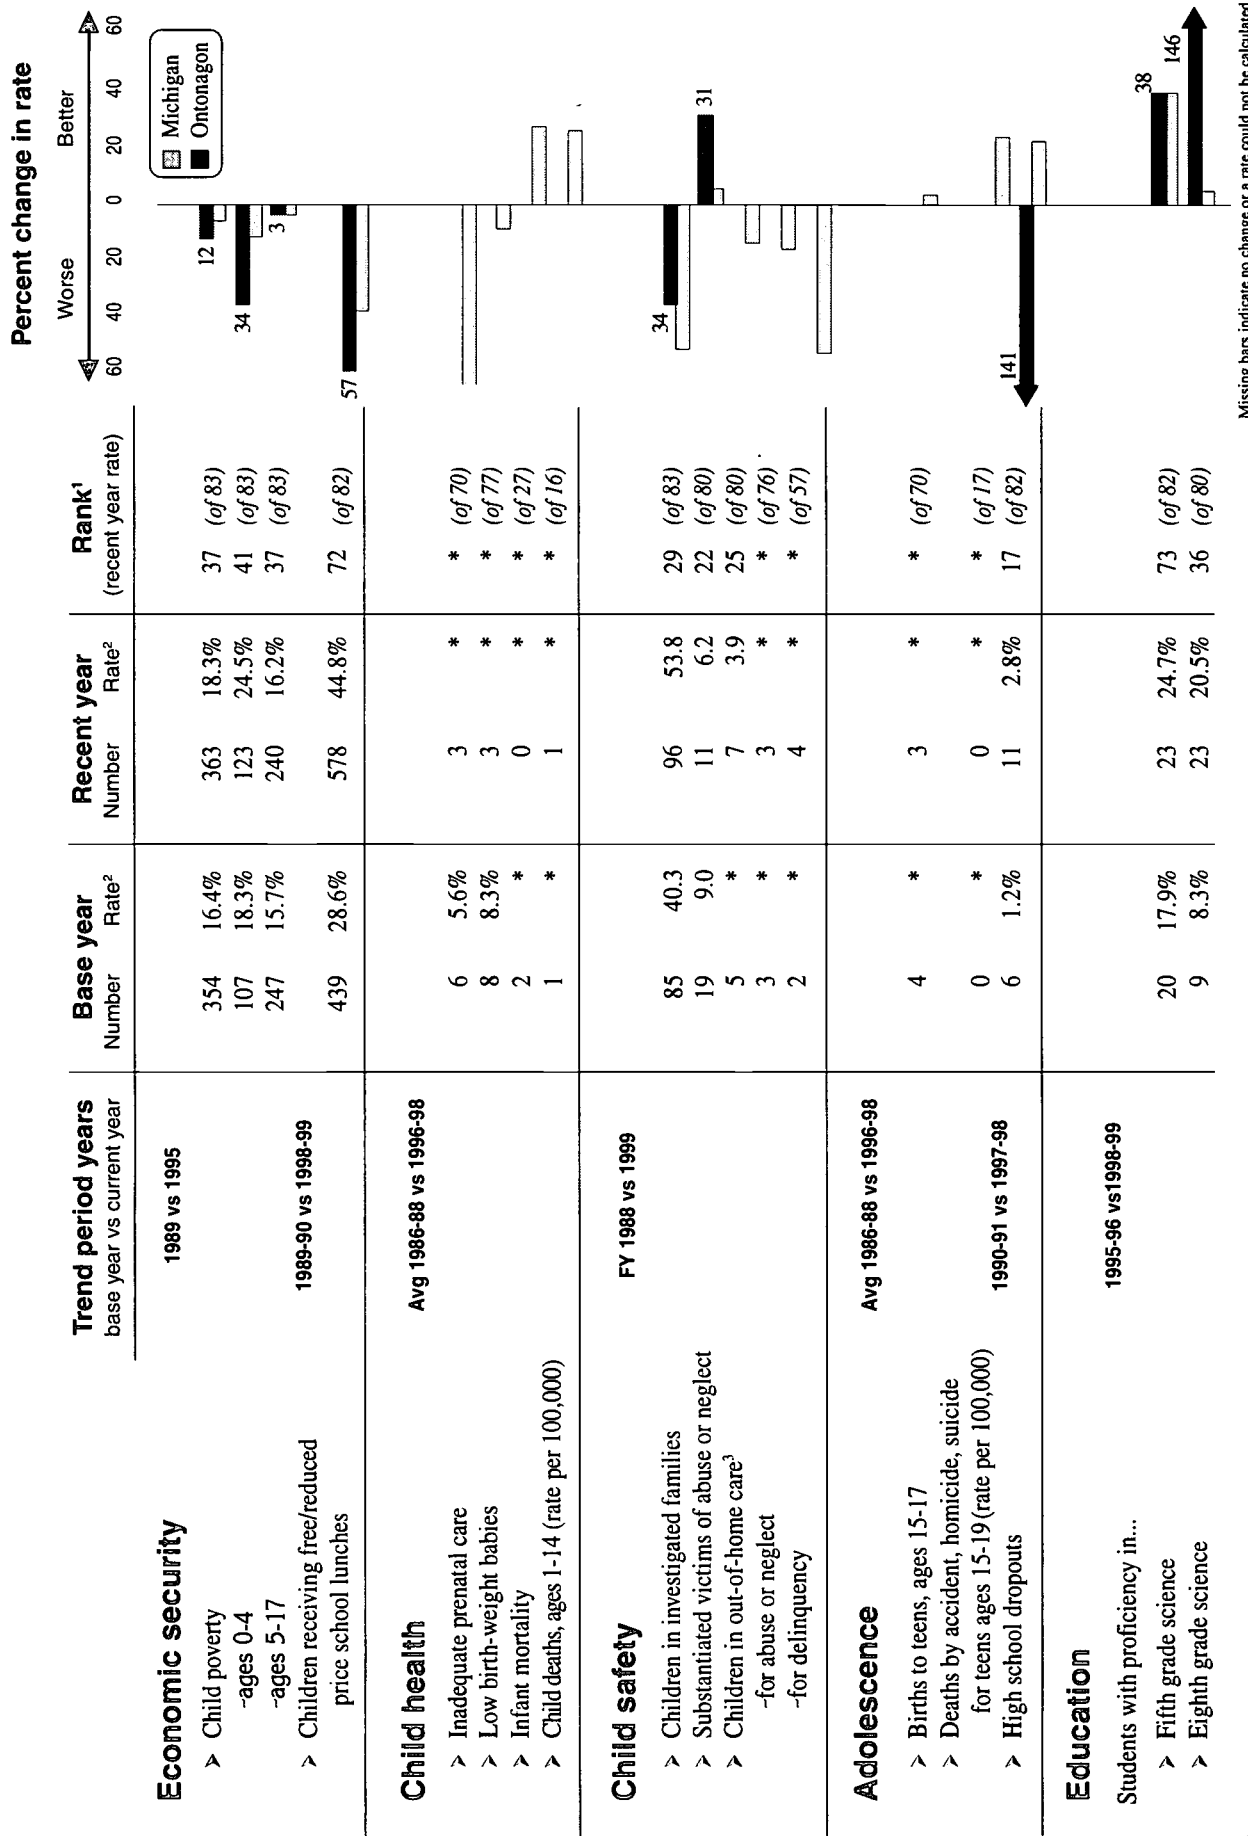 Trend period years Base year Recent year Rank¹ Percent change in rate
base year vs current year Number Rate² Number Rate² (recent year rate) Worse Better
60 40 20 0 20 40 60
Michigan
Ontonagon
Economic security 1989 vs 1995
➤ Child poverty 354 16.4% 363 18.3% 37 (of 83) 12
~ages 0-4 107 18.3% 123 24.5% 41 (of 83) 34
~ages 5-17 247 15.7% 240 16.2% 37 (of 83) 3
➤ Children receiving free/reduced 1989-90 vs 1998-99
price school lunches 439 28.6% 578 44.8% 72 (of 82) 57
Child health Avg 1986-88 vs 1996-98
➤ Inadequate prenatal care 6 5.6% 3 * * (of 70)
➤ Low birth-weight babies 8 8.3% 3 * * (of 77)
➤ Infant mortality 2 * 0 * * (of 27)
➤ Child deaths, ages 1-14 (rate per 100,000) 1 * 1 * * (of 16)
Child safety FY 1988 vs 1999
➤ Children in investigated families 85 40.3 96 53.8 29 (of 83) 34
➤ Substantiated victims of abuse or neglect 19 9.0 11 6.2 22 (of 80) 31
➤ Children in out-of-home care³ 5 * 7 3.9 25 (of 80)
~for abuse or neglect 3 * 3 * * (of 76)
~for delinquency 2 * 4 * * (of 57)
Adolescence Avg 1986-88 vs 1996-98
➤ Births to teens, ages 15-17 4 * 3 * * (of 70)
➤ Deaths by accident, homicide, suicide
for teens ages 15-19 (rate per 100,000) 0 * 0 * * (of 17)
➤ High school dropouts 1990-91 vs 1997-98 6 1.2% 11 2.8% 17 (of 82) 141
Education 1995-96 vs1998-99
Students with proficiency in...
➤ Fifth grade science 20 17.9% 23 24.7% 73 (of 82) 38
➤ Eighth grade science 9 8.3% 23 20.5% 36 (of 80) 146
Missing bars indicate no change or a rate could not be calculated